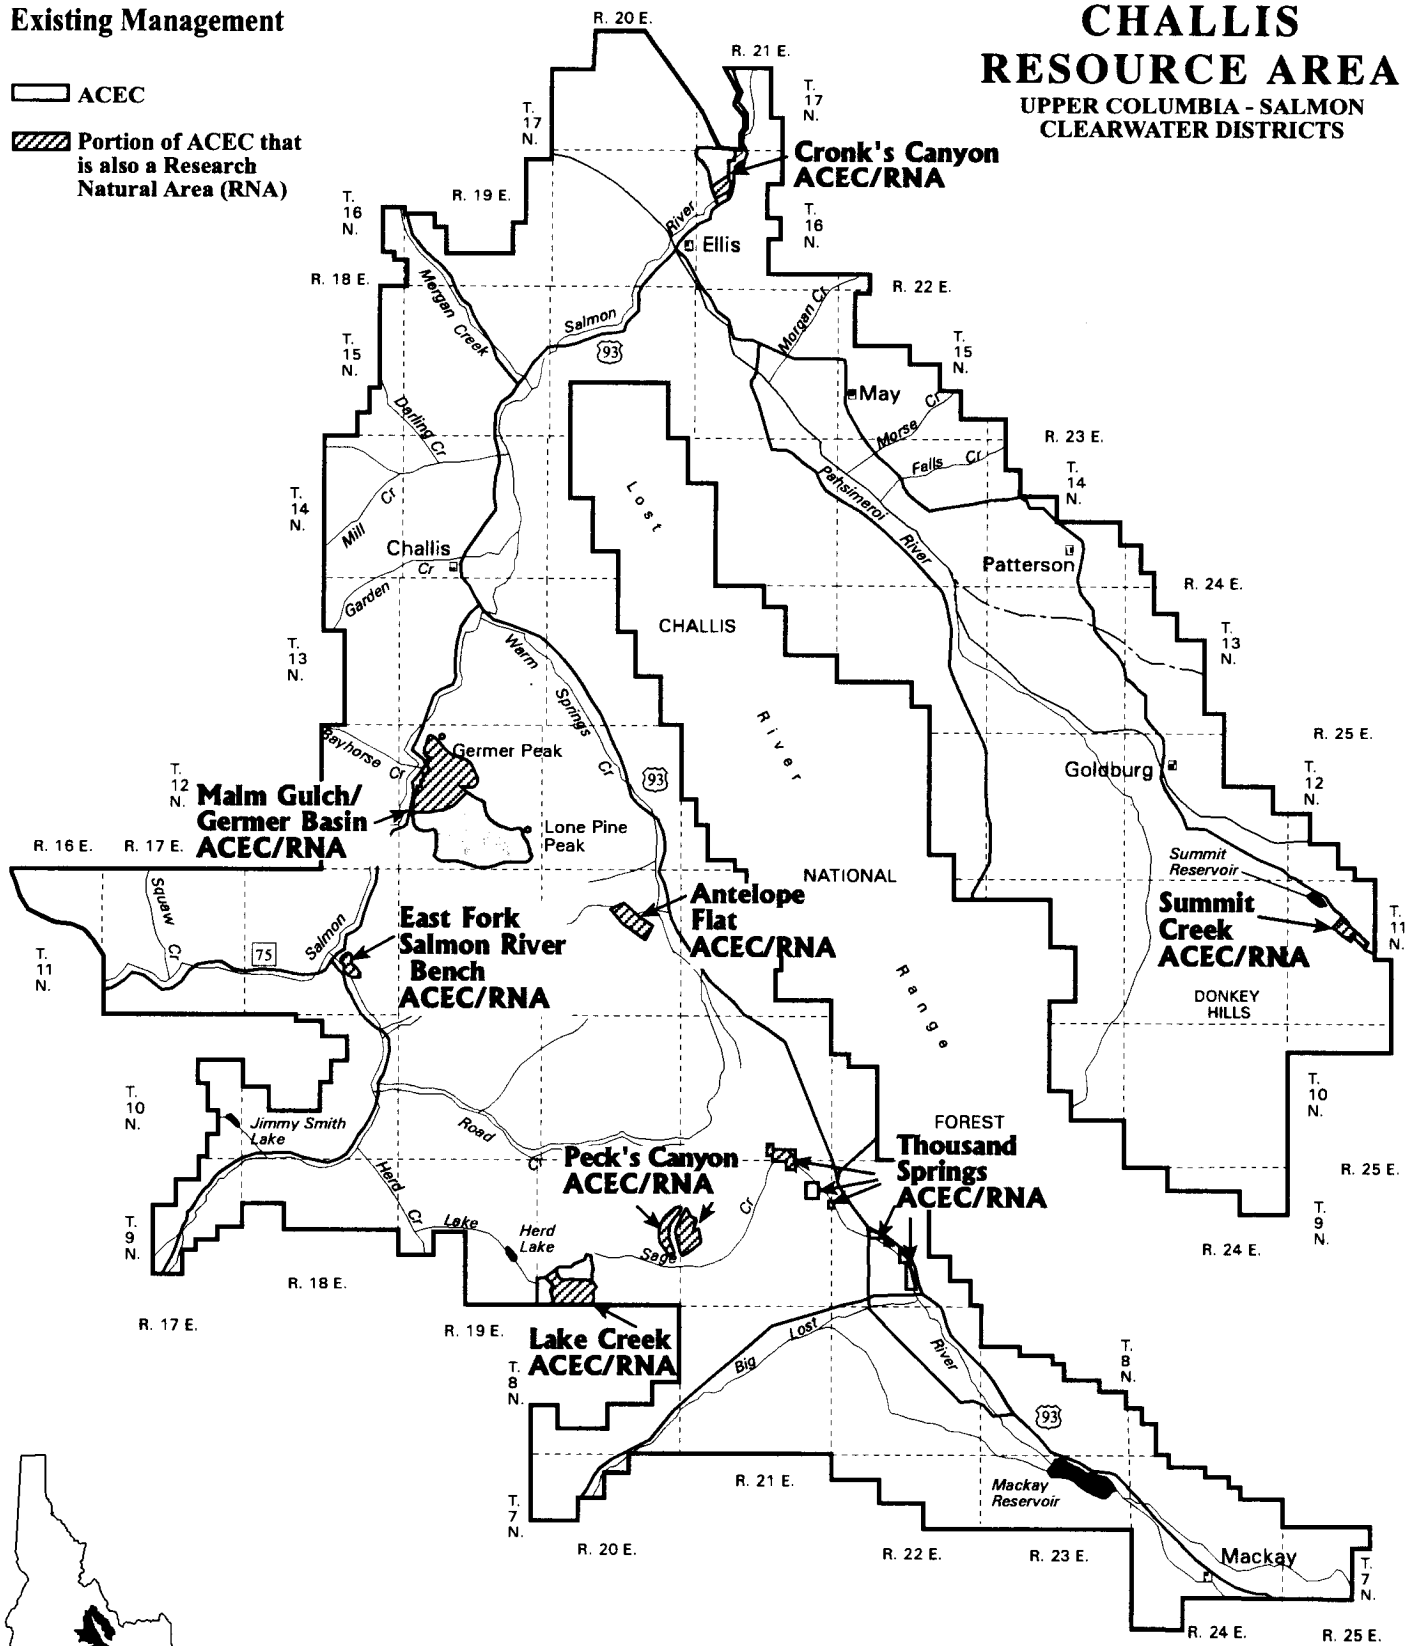 Existing Management
ACEC
Portion of ACEC that
is also a Research
Natural Area (RNA)
CHALLIS
RESOURCE AREA
UPPER COLUMBIA - SALMON
CLEARWATER DISTRICTS
R. 20 E.
R. 21 E.
T.
17
N.
T.
17
N.
Cronk's Canyon
ACEC/RNA
R. 19 E.
T.
16
N.
T.
16
N.
River
Ellis
R. 18 E.
R. 22 E.
Morgan Creek
Salmon
93
Morgan Cr
T.
15
N.
T.
15
N.
May
Darling Cr
Morse Cr
R. 23 E.
Falls Cr
T.
14
N.
T.
14
N.
Mill Cr
Lost
Pahsimeroi
River
Challis
Cr
Garden
Patterson
R. 24 E.
CHALLIS
T.
13
N.
T.
13
N.
Warm
Springs
Cr
River
R. 25 E.
Bayhorse Cr
Germer Peak
93
Goldburg
T.
12
N.
T.
12
N.
Malm Gulch/
Germer Basin
ACEC/RNA
Lone Pine
Peak
R. 16 E.
R. 17 E.
Summit
Reservoir
NATIONAL
Squaw
Cr
Antelope
Flat
ACEC/RNA
Summit
Creek
ACEC/RNA
T.
11
N.
East Fork
Salmon River
Bench
ACEC/RNA
Salmon
75
T.
11
N.
Range
DONKEY
HILLS
T.
10
N.
T.
10
N.
Jimmy Smith
Lake
Road
Cr
FOREST
Thousand
Springs
ACEC/RNA
Peck's Canyon
ACEC/RNA
R. 25 E.
Herd
Cr
Lake
Herd
Lake
Sage
Cr
T.
9
N.
T.
9
N.
R. 24 E.
R. 18 E.
R. 17 E.
R. 19 E.
Lake Creek
ACEC/RNA
Big
Lost
River
T.
8
N.
T.
8
N.
93
R. 21 E.
Mackay
Reservoir
T.
7
N.
R. 20 E.
R. 22 E.
R. 23 E.
Mackay
T.
7
N.
R. 24 E.
R. 25 E.